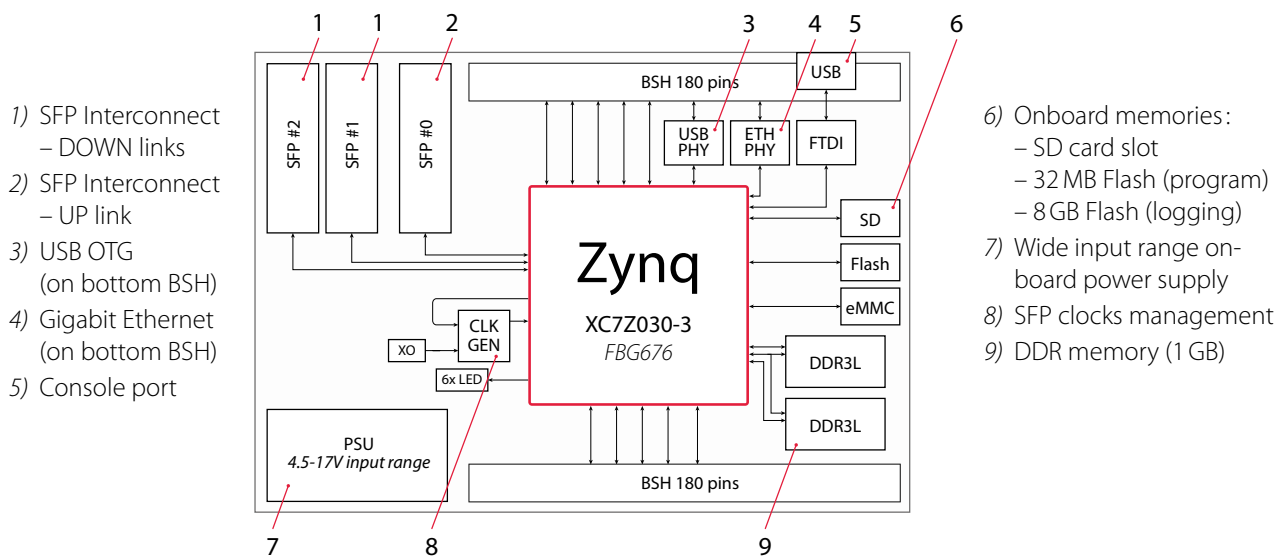 1
1
2
3
4
5
6
1) SFP Interconnect
– DOWN links
2) SFP Interconnect
– UP link
3) USB OTG
(on bottom BSH)
4) Gigabit Ethernet
(on bottom BSH)
5) Console port
SFP #2
SFP #1
SFP #0
BSH 180 pins
USB
USB
PHY
ETH
PHY
FTDI
Zynq
XC7Z030-3
FBG676
SD
Flash
eMMC
DDR3L
DDR3L
CLK
GEN
XO
6x LED
PSU
4.5-17V input range
BSH 180 pins
6) Onboard memories:
– SD card slot
– 32 MB Flash (program)
– 8 GB Flash (logging)
7) Wide input range on-
board power supply
8) SFP clocks management
9) DDR memory (1 GB)
7
8
9